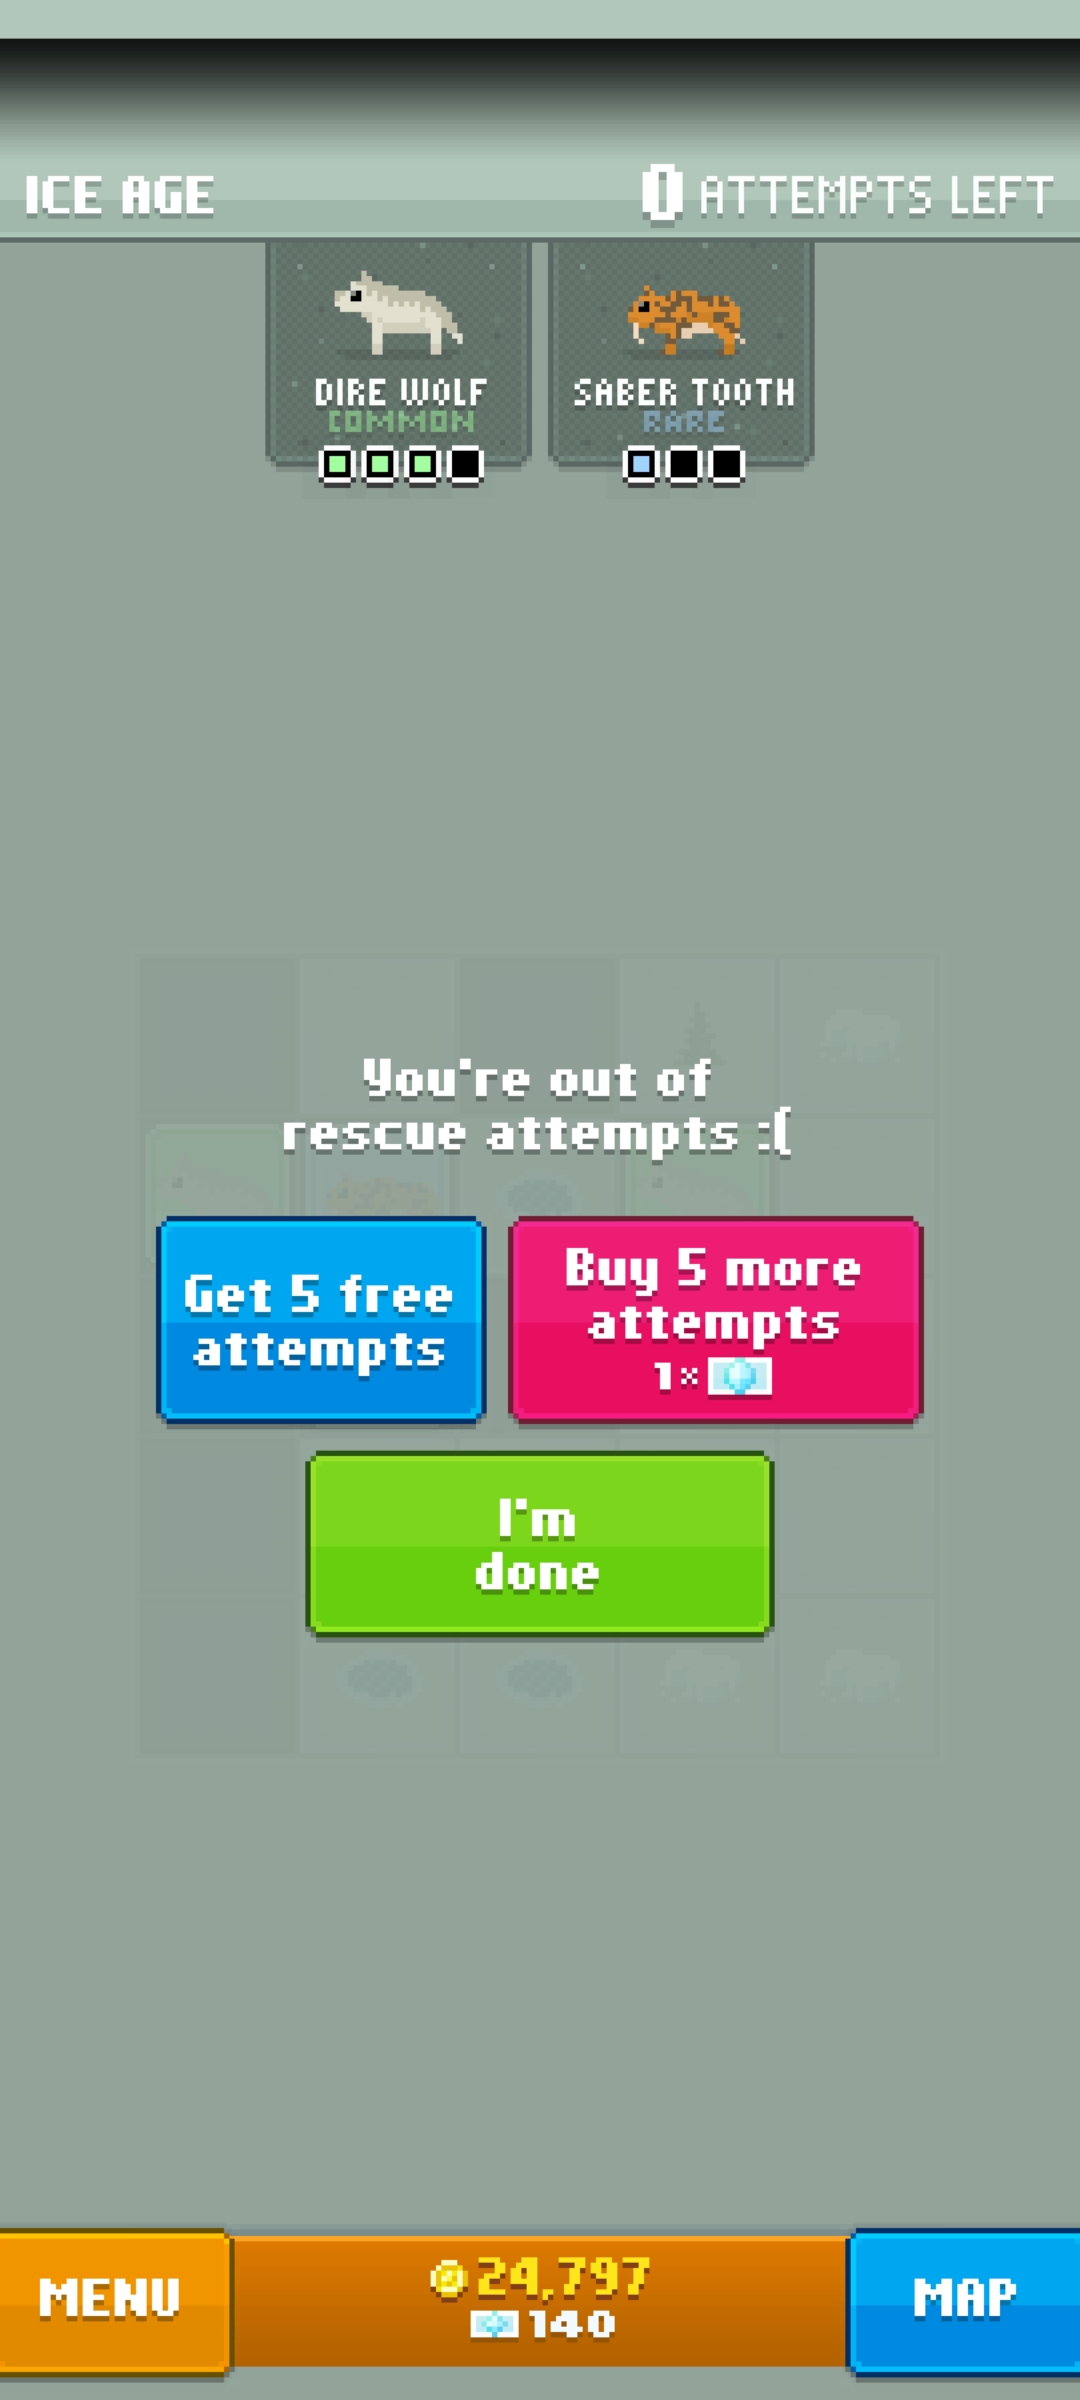 ICE AGE
0 ATTEMPTS LEFT
DIRE WOLF
COMMON
SABER TOOTH
RARE
You're out of
rescue attempts :(
Get 5 free
attempts
Buy 5 more
attempts
1×
I'm
done
MENU
24,797
140
MAP